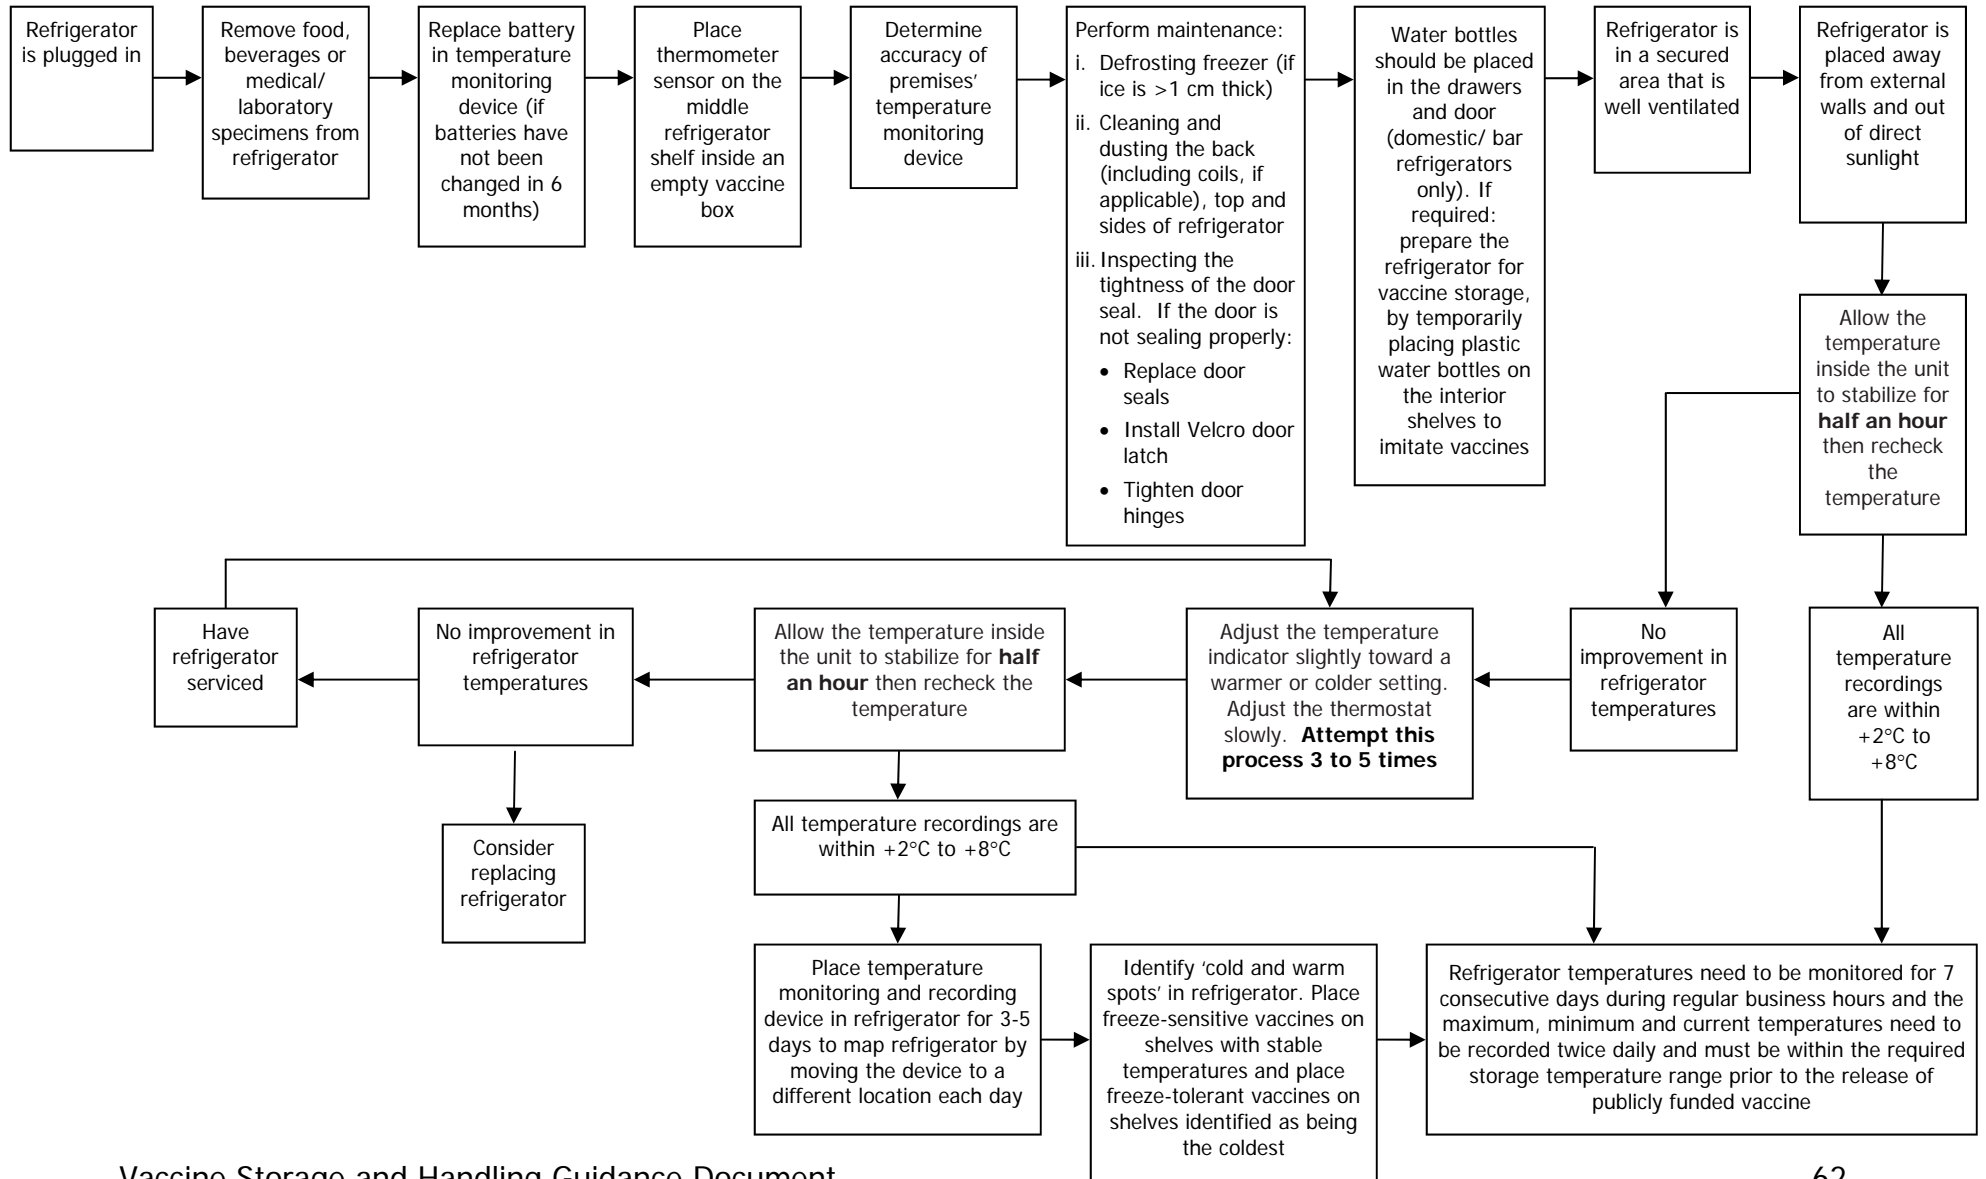 Refrigerator
is plugged in
Remove food,
beverages or
medical/
laboratory
specimens from
refrigerator
Replace battery
in temperature
monitoring
device (if
batteries have
not been
changed in 6
months)
Place
thermometer
sensor on the
middle
refrigerator
shelf inside an
empty vaccine
box
Determine
accuracy of
premises’
temperature
monitoring
device
Perform maintenance:
i. Defrosting freezer (if
ice is >1 cm thick)
ii. Cleaning and
dusting the back
(including coils, if
applicable), top and
sides of refrigerator
iii. Inspecting the
tightness of the door
seal. If the door is
not sealing properly:
• Replace door
seals
• Install Velcro door
latch
• Tighten door
hinges
Water bottles
should be placed
in the drawers
and door
(domestic/ bar
refrigerators
only). If
required:
prepare the
refrigerator for
vaccine storage,
by temporarily
placing plastic
water bottles on
the interior
shelves to
imitate vaccines
Refrigerator is
in a secured
area that is
well ventilated
Refrigerator is
placed away
from external
walls and out
of direct
sunlight
Allow the
temperature
inside the unit
to stabilize for
half an hour
then recheck
the
temperature
Have
refrigerator
serviced
No improvement in
refrigerator
temperatures
Allow the temperature inside
the unit to stabilize for half
an hour then recheck the
temperature
Adjust the temperature
indicator slightly toward a
warmer or colder setting.
Adjust the thermostat
slowly. Attempt this
process 3 to 5 times
No
improvement in
refrigerator
temperatures
All
temperature
recordings
are within
+2°C to
+8°C
Consider
replacing
refrigerator
All temperature recordings are
within +2°C to +8°C
Place temperature
monitoring and recording
device in refrigerator for 3-5
days to map refrigerator by
moving the device to a
different location each day
Identify ‘cold and warm
spots’ in refrigerator. Place
freeze-sensitive vaccines on
shelves with stable
temperatures and place
freeze-tolerant vaccines on
shelves identified as being
the coldest
Refrigerator temperatures need to be monitored for 7
consecutive days during regular business hours and the
maximum, minimum and current temperatures need to
be recorded twice daily and must be within the required
storage temperature range prior to the release of
publicly funded vaccine
Vaccine Storage and Handling Guidance Document
62